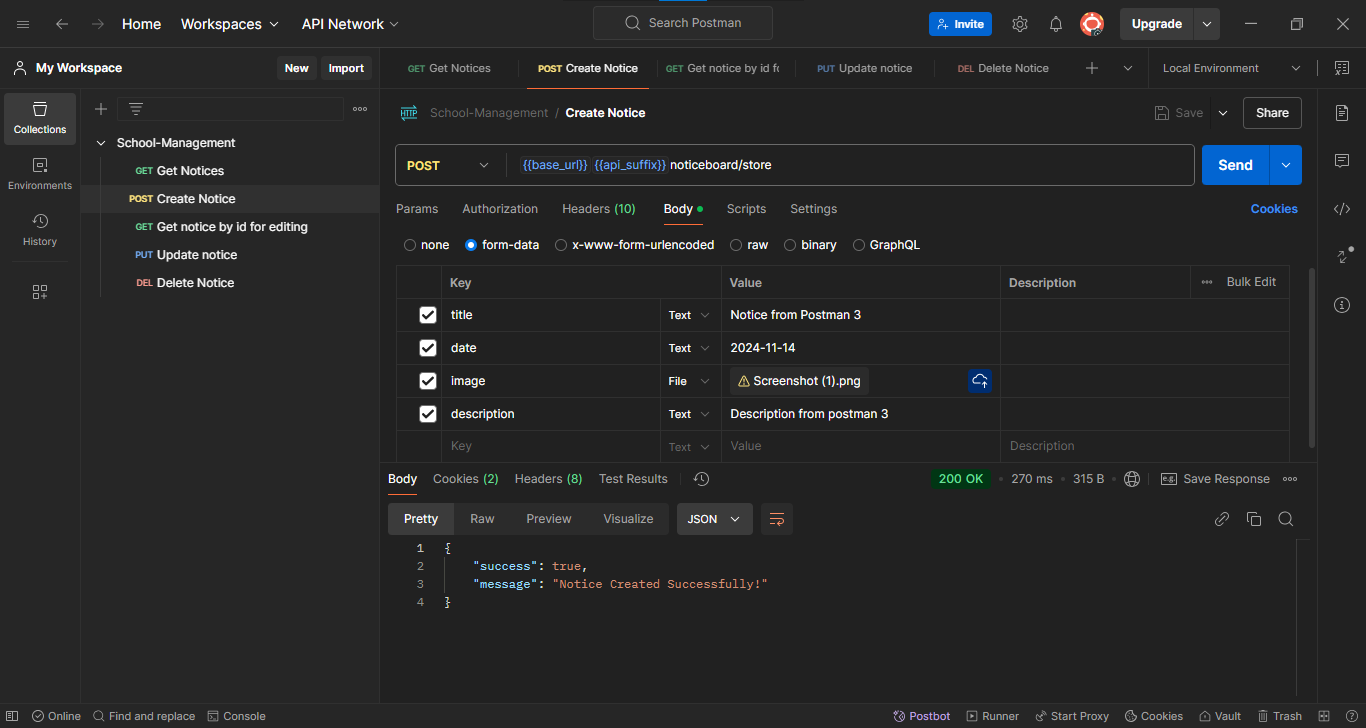 Home Workspaces API Network Search Postman Invite Upgrade
My Workspace New Import GET Get Notices POST Create Notice GET Get notice by id fo PUT Update notice DEL Delete Notice Local Environment
Collections
Environments
History
School-Management
GET Get Notices
POST Create Notice
GET Get notice by id for editing
PUT Update notice
DEL Delete Notice
HTTP School-Management / Create Notice Save Share
POST {{base_url}} {{api_suffix}} noticeboard/store Send
Params Authorization Headers (10) Body Scripts Settings Cookies
none form-data x-www-form-urlencoded raw binary GraphQL
Key Value Description Bulk Edit
title Text Notice from Postman 3
date Text 2024-11-14
image File Screenshot (1).png
description Text Description from postman 3
Key Text Value Description
Body Cookies (2) Headers (8) Test Results 200 OK 270 ms 315 B e.g. Save Response
Pretty Raw Preview Visualize JSON
1 {
2 "success": true,
3 "message": "Notice Created Successfully!"
4 }
Online Find and replace Console Postbot Runner Start Proxy Cookies Vault Trash